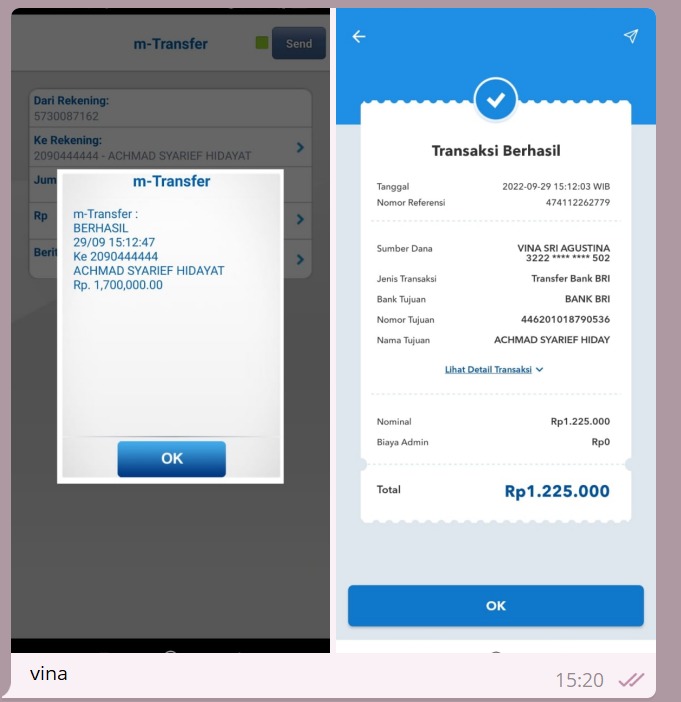 m-Transfer
Send
Dari Rekening:
5730087162
Ke Rekening:
2090444444 - ACHMAD SYARIEF HIDAYAT
Jum
Rp
Berit
m-Transfer
m-Transfer :
BERHASIL
29/09 15:12:47
Ke 2090444444
ACHMAD SYARIEF HIDAYAT
Rp. 1,700,000.00
OK
Transaksi Berhasil
Tanggal 2022-09-29 15:12:03 WIB
Nomor Referensi 474112262779
Sumber Dana VINA SRI AGUSTINA
3222 **** **** 502
Jenis Transaksi Transfer Bank BRI
Bank Tujuan BANK BRI
Nomor Tujuan 446201018790536
Nama Tujuan ACHMAD SYARIEF HIDAY
Lihat Detail Transaksi
Nominal Rp1.225.000
Biaya Admin Rp0
Total Rp1.225.000
OK
vina
15:20